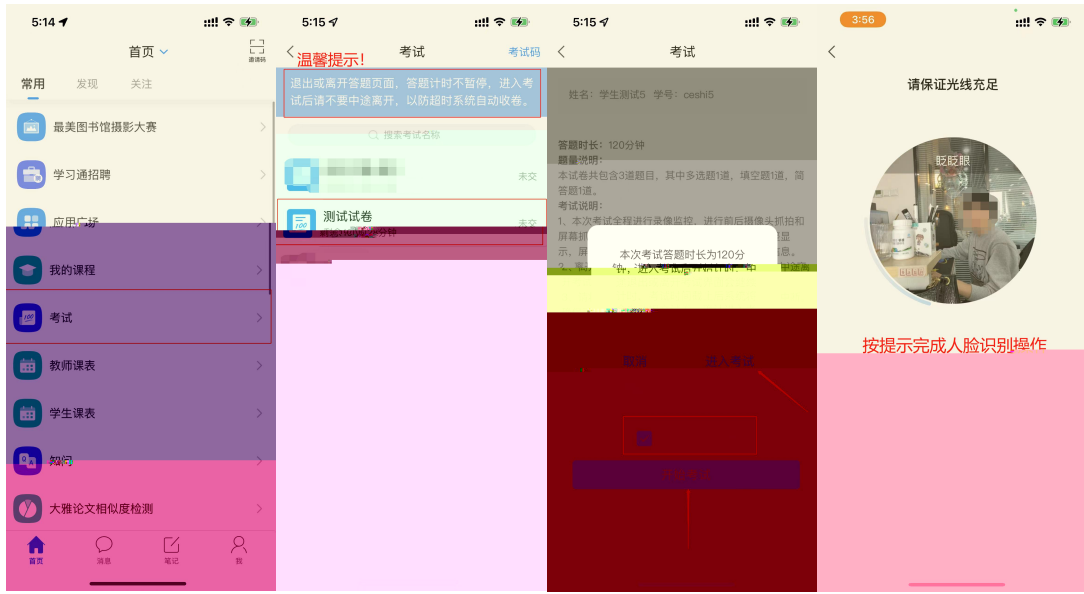 5:14
首页
邀请码
常用 发现 关注
最美图书馆摄影大赛
学习通招聘
应用广场
我的课程
考试
教师课表
学生课表
知问
大雅论文相似度检测
首页 消息 笔记 我
5:15
考试 考试码
温馨提示!
退出或离开答题页面，答题计时不暂停，进入考
试后请不要中途离开，以防超时系统自动收卷。
搜索考试名称
未交
测试试卷
未交
5:15
考试
姓名：学生测试5 学号：ceshi5
答题时长：120分钟
题量说明：
本试卷共包含3道题目，其中多选题1道，填空题1道，简
答题1道。
考试说明：
1、本次考试全程进行录像监控、进行前后摄像头抓拍和
本次考试答题时长为120分
取消 进入考试
3:56
请保证光线充足
眨眨眼
按提示完成人脸识别操作